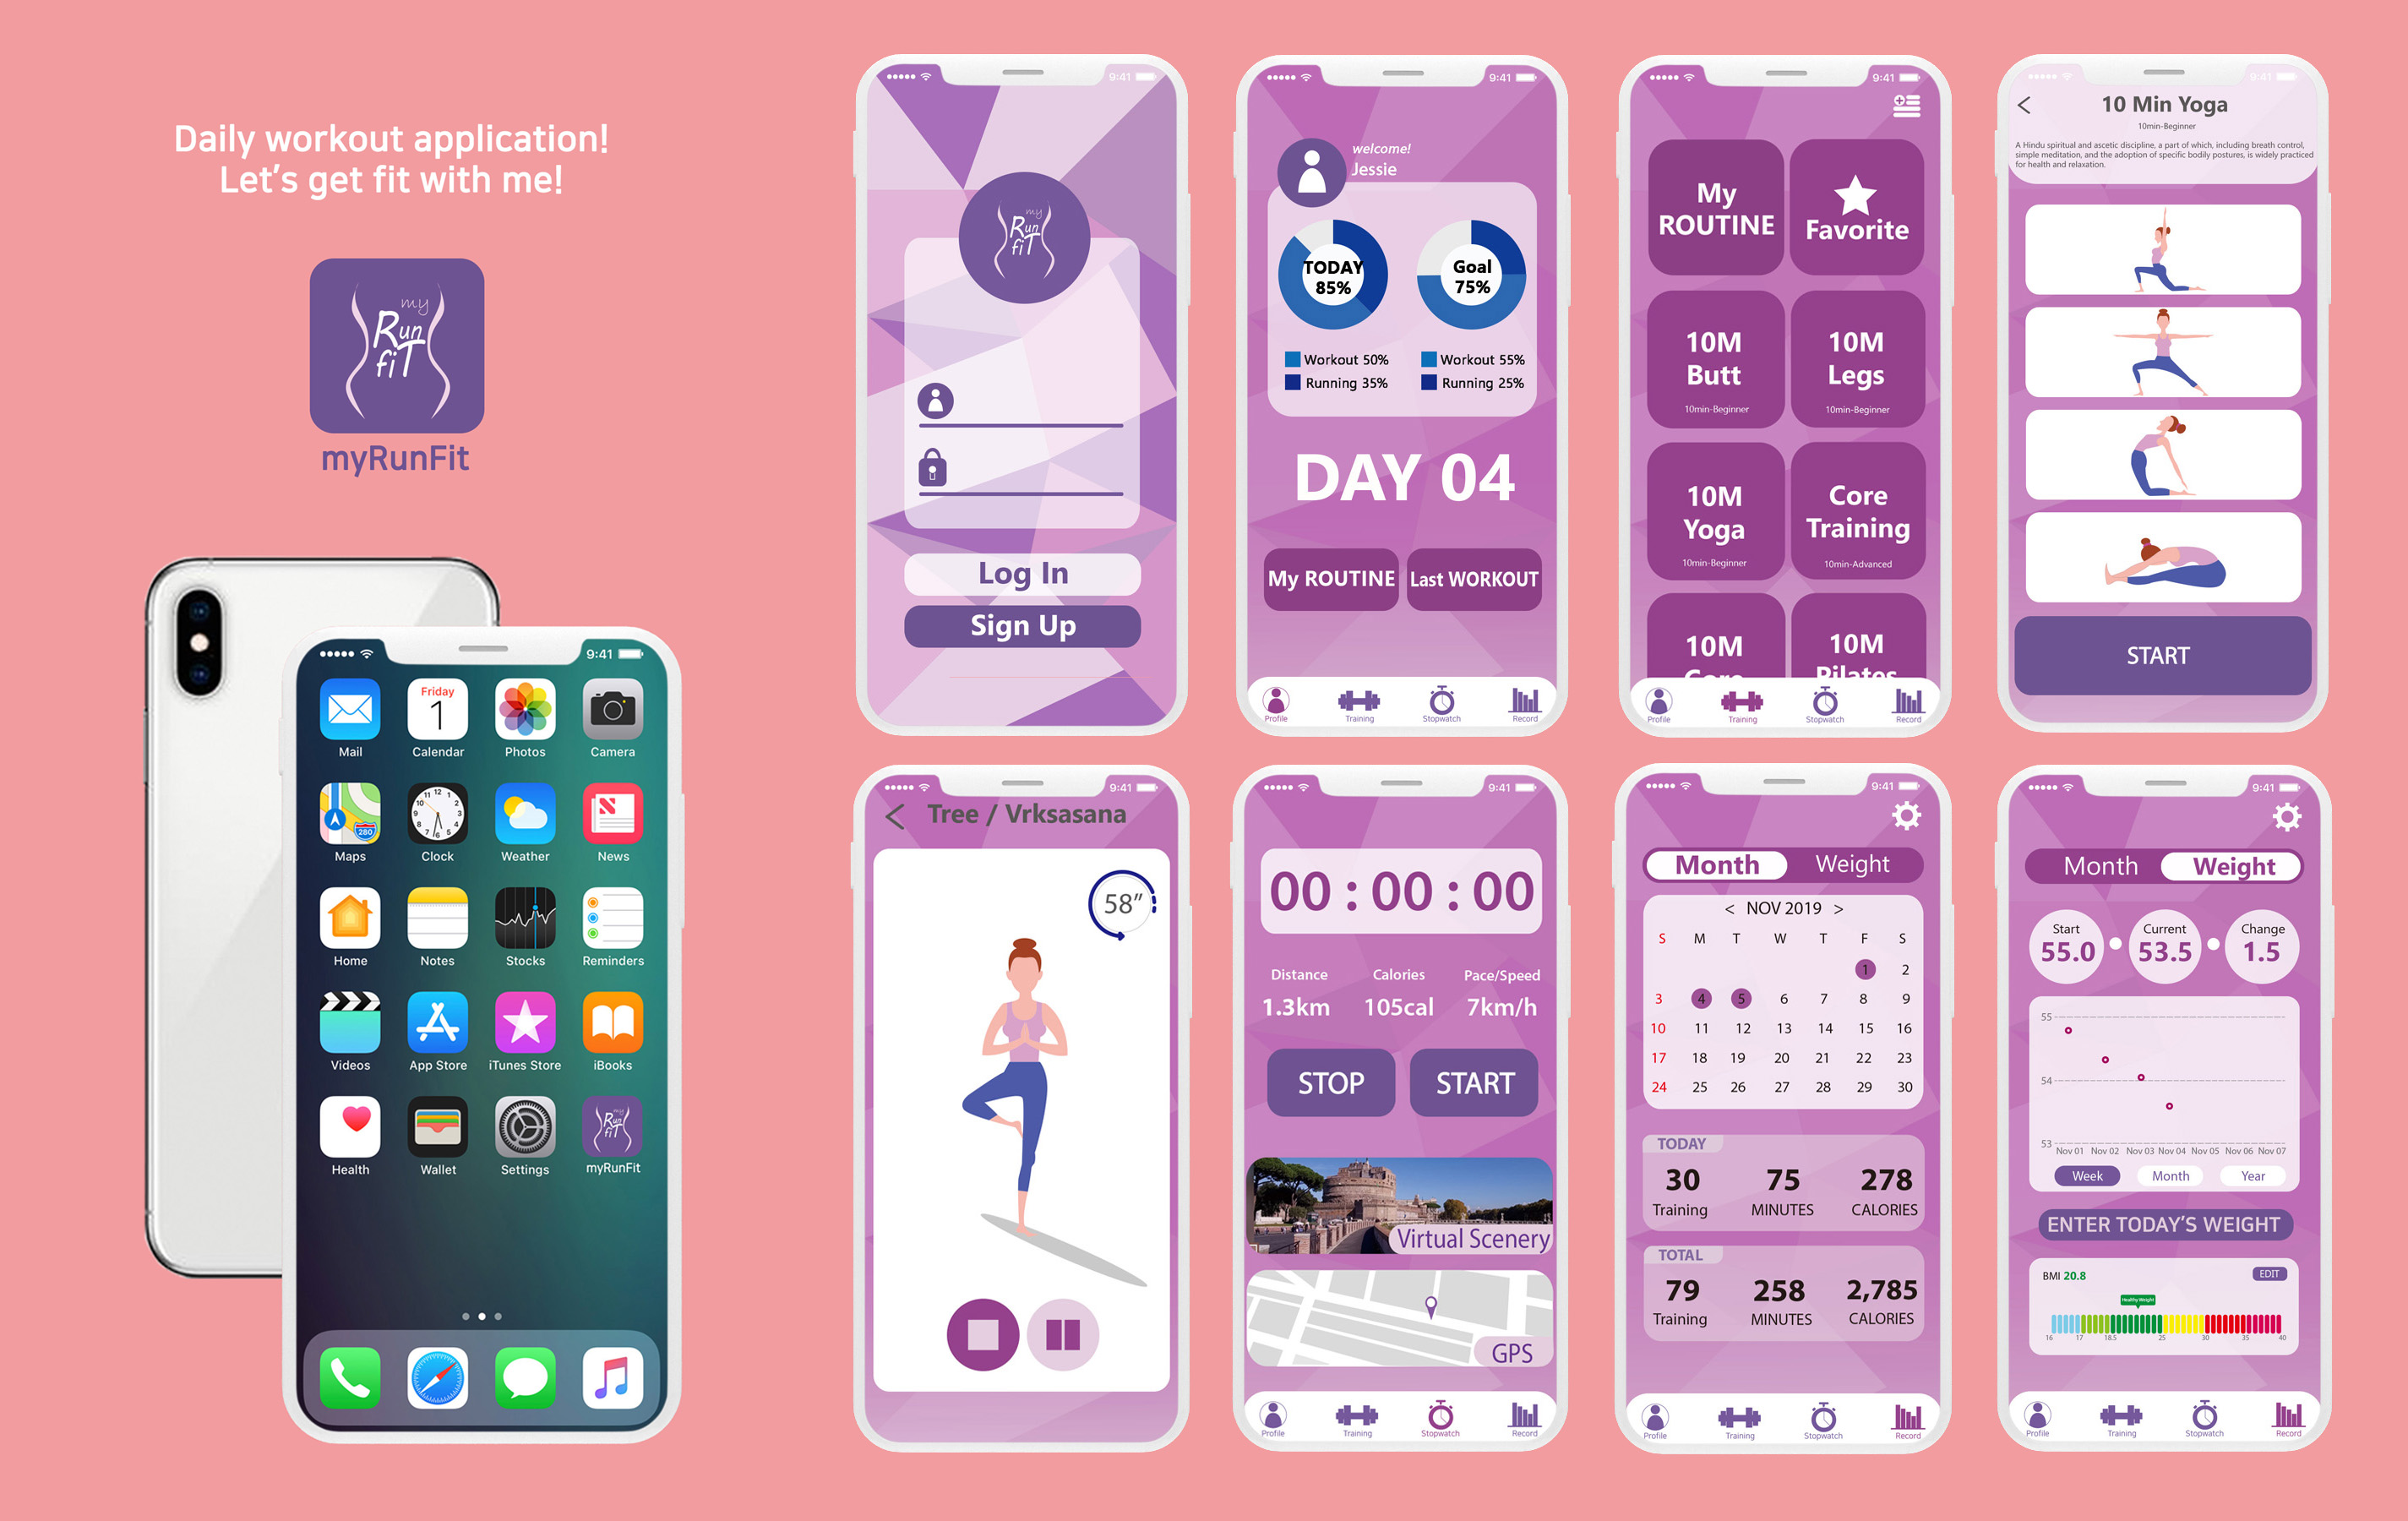 Daily workout application!
Let's get fit with me!
my
Run
fiT
myRunFit
9:41
Friday
1
Mail
Calendar
Photos
Camera
280
12
Maps
Clock
Weather
News
Home
Notes
Stocks
Reminders
Videos
App Store
iTunes Store
iBooks
my
Run
fiT
Health
Wallet
Settings
myRunFit
9:41
my
Run
fiT
Log In
Sign Up
9:41
welcome!
Jessie
TODAY
85%
Goal
75%
Workout 50%
Running 35%
Workout 55%
Running 25%
DAY 04
My ROUTINE
Last WORKOUT
Profile
Training
Stopwatch
Record
9:41
My
ROUTINE
Favorite
10M
Butt
10min-Beginner
10M
Legs
10min-Beginner
10M
Yoga
10min-Beginner
Core
Training
10min-Advanced
10M
Core
10M
Pilates
Profile
Training
Stopwatch
Record
9:41
10 Min Yoga
10min-Beginner
A Hindu spiritual and ascetic discipline, a part of which, including breath control,
simple meditation, and the adoption of specific bodily postures, is widely practiced
for health and relaxation.
START
9:41
Tree / Vrksasana
58"
9:41
00 : 00 : 00
Distance
Calories
Pace/Speed
1.3km
105cal
7km/h
STOP
START
Virtual Scenery
GPS
Profile
Training
Stopwatch
Record
9:41
Month
Weight
< NOV 2019 >
S M T W T F S
1 2
3 4 5 6 7 8 9
10 11 12 13 14 15 16
17 18 19 20 21 22 23
24 25 26 27 28 29 30
TODAY
30
75
278
Training
MINUTES
CALORIES
TOTAL
79
258
2,785
Training
MINUTES
CALORIES
Profile
Training
Stopwatch
Record
9:41
Month
Weight
Start
55.0
Current
53.5
Change
1.5
55
54
53
Nov 01 Nov 02 Nov 03 Nov 04 Nov 05 Nov 06 Nov 07
Week
Month
Year
ENTER TODAY'S WEIGHT
BMI 20.8
EDIT
Healthy Weight
16 17 18.5 25 30 35 40
Profile
Training
Stopwatch
Record